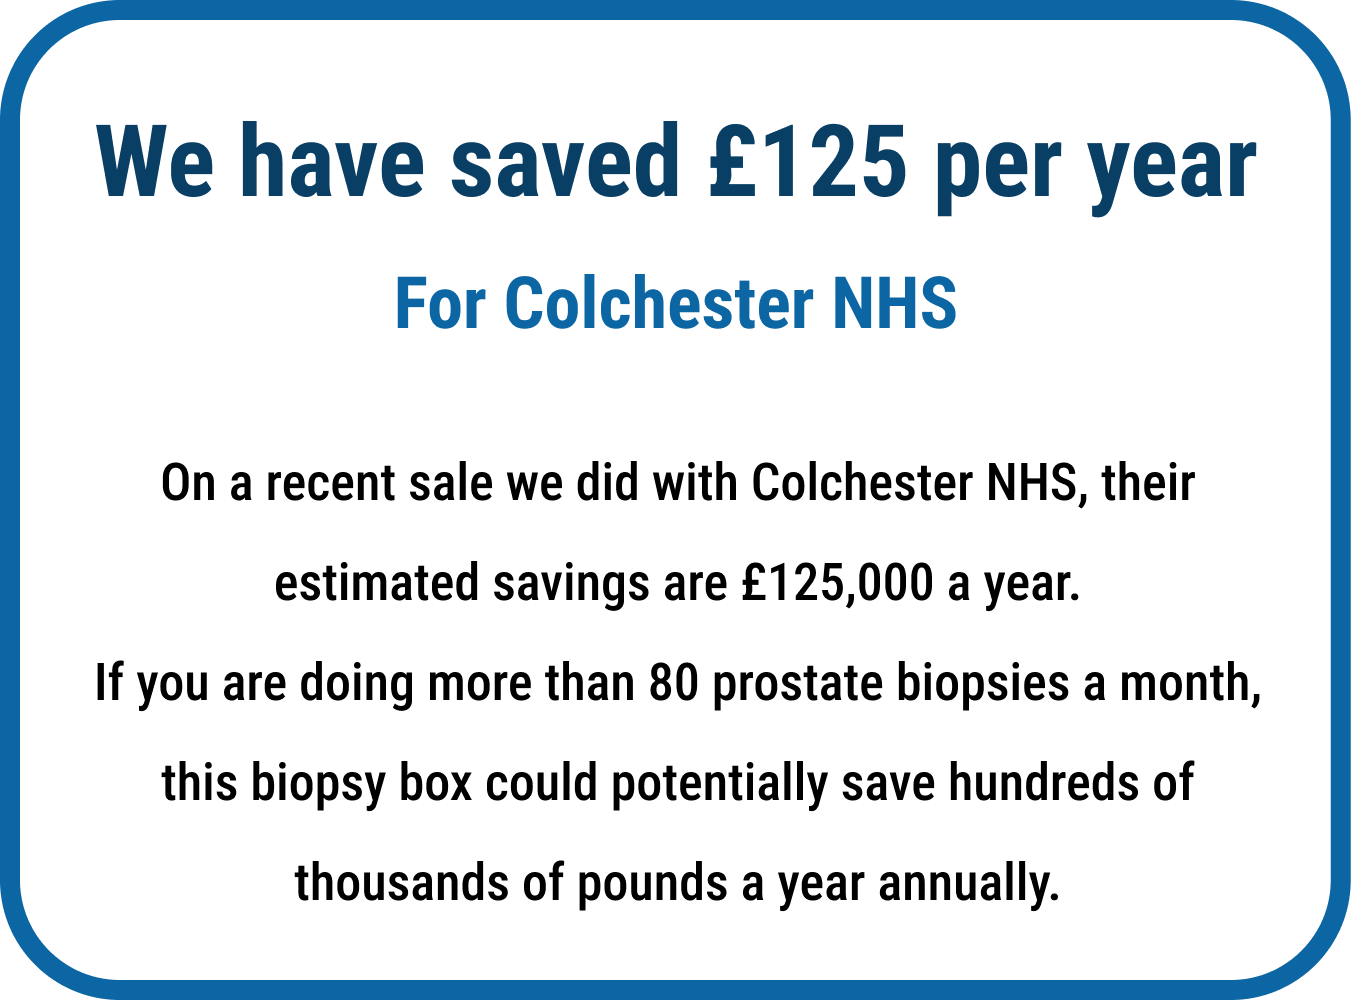 We have saved £125 per year
For Colchester NHS
On a recent sale we did with Colchester NHS, their
estimated savings are £125,000 a year.
If you are doing more than 80 prostate biopsies a month,
this biopsy box could potentially save hundreds of
thousands of pounds a year annually.